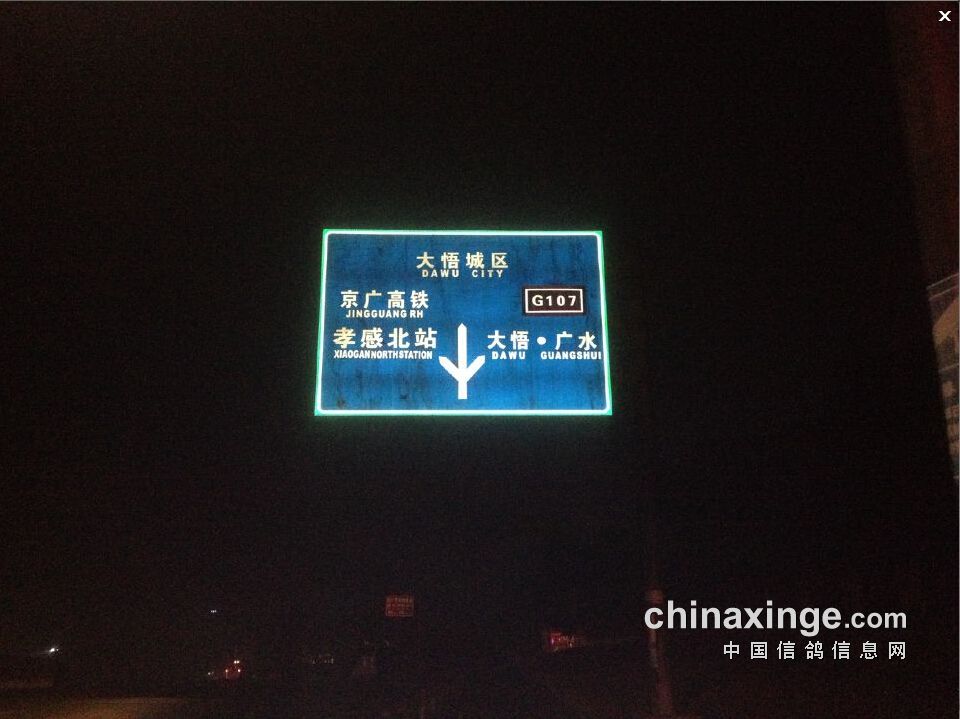 x
大悟城区
DAWU CITY
京广高铁
JINGGUANG RH
G107
孝感北站
XIAOGANNORTHSTATION
大悟·广水
DAWU GUANGSHUI
chinaxinge.com
中国信鸽信息网